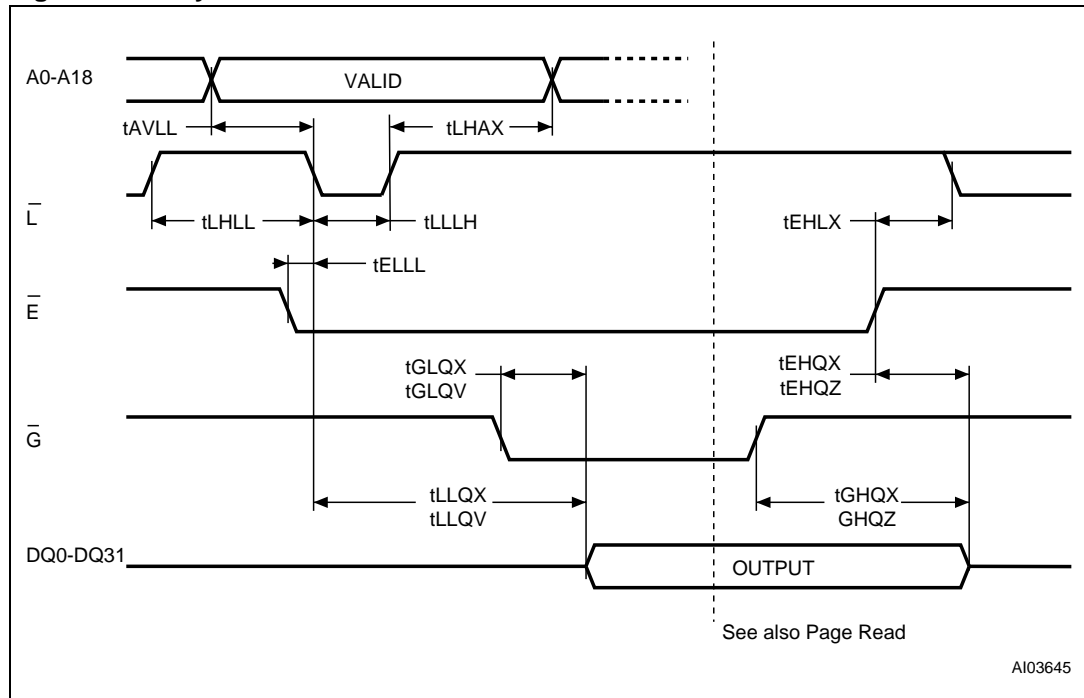 A0-A18
VALID
tAVLL
tLHAX
L
tLHLL
tLLLH
tEHLX
tELLL
E
tGLQX
tGLQV
tEHQX
tEHQZ
G
tLLQX
tLLQV
tGHQX
GHQZ
DQ0-DQ31
OUTPUT
See also Page Read
AI03645